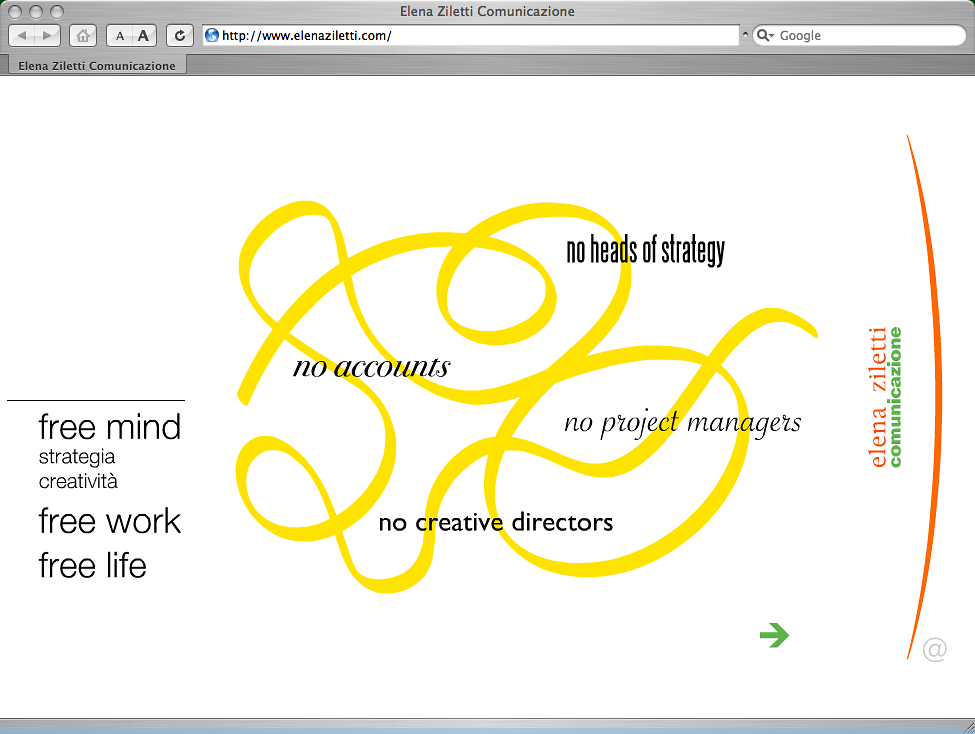 Elena Ziletti Comunicazione
A A
http://www.elenaziletti.com/
Google
Elena Ziletti Comunicazione
no heads of strategy
no accounts
no project managers
no creative directors
free mind
strategia
creatività
free work
free life
elena ziletti
comunicazione
@